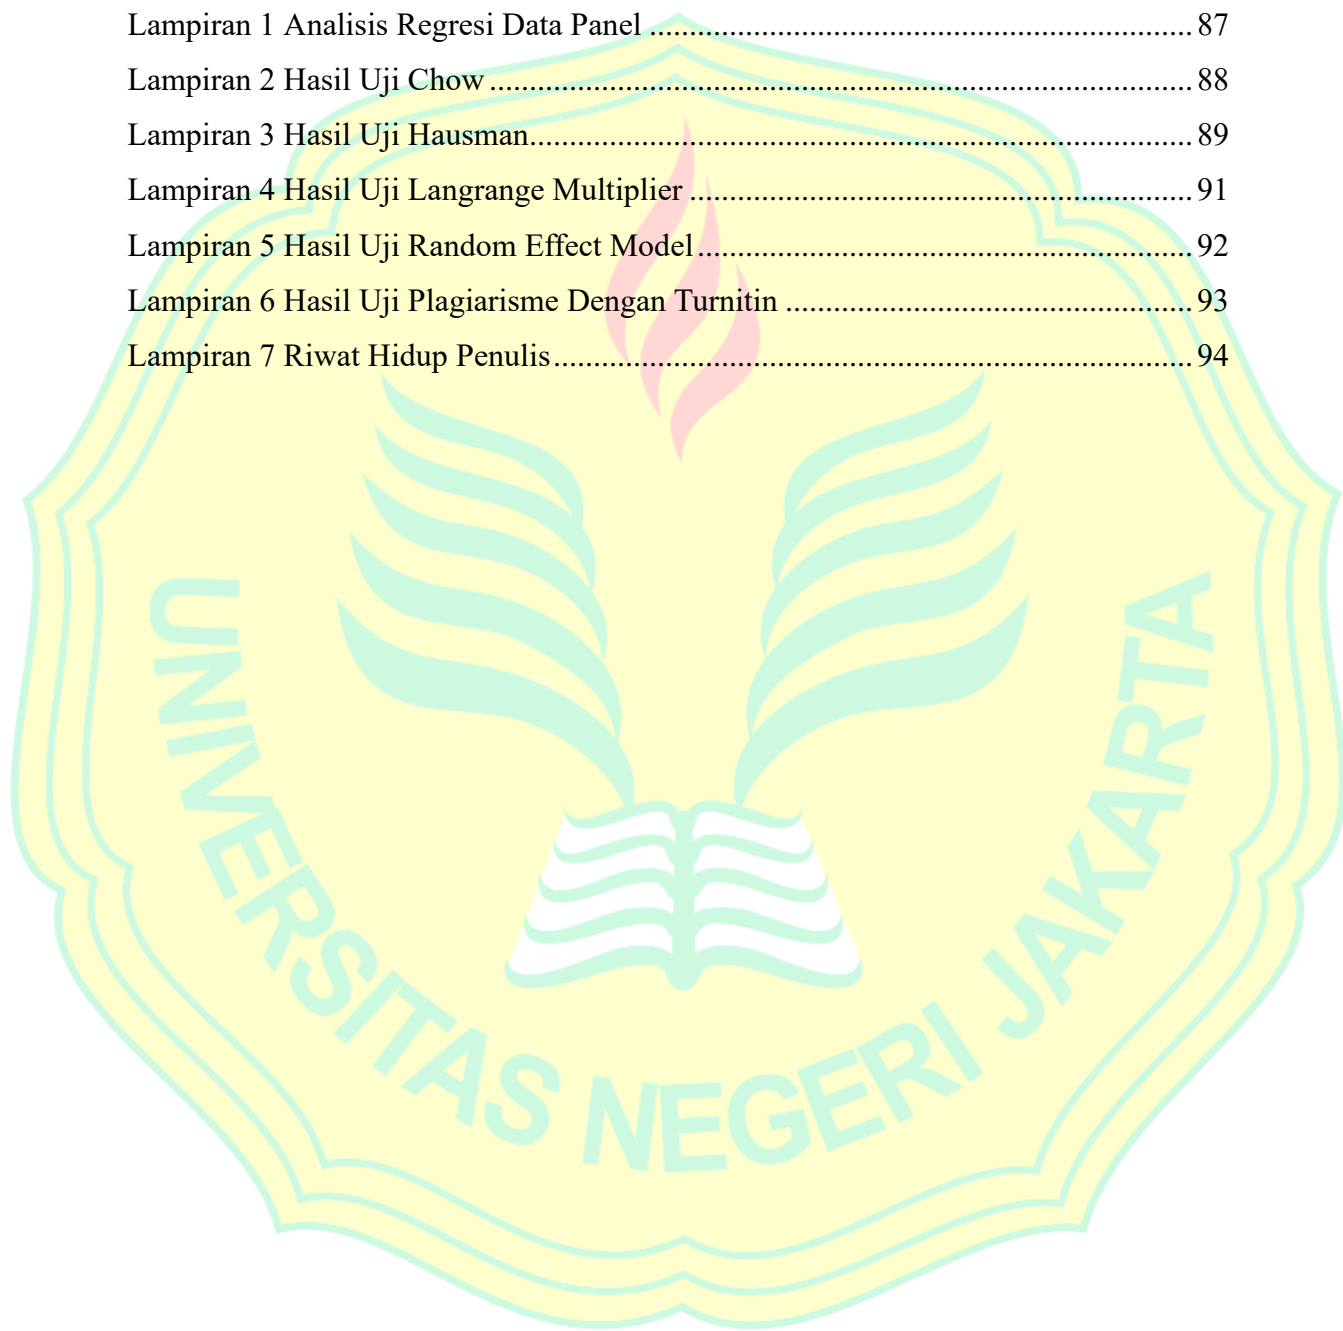 Lampiran 1 Analisis Regresi Data Panel .................................................................... 87
Lampiran 2 Hasil Uji Chow ........................................................................................ 88
Lampiran 3 Hasil Uji Hausman................................................................................... 89
Lampiran 4 Hasil Uji Langrange Multiplier ............................................................... 91
Lampiran 5 Hasil Uji Random Effect Model .............................................................. 92
Lampiran 6 Hasil Uji Plagiarisme Dengan Turnitin ................................................... 93
Lampiran 7 Riwat Hidup Penulis................................................................................ 94
UNIVERSITAS NEGERI JAKARTA